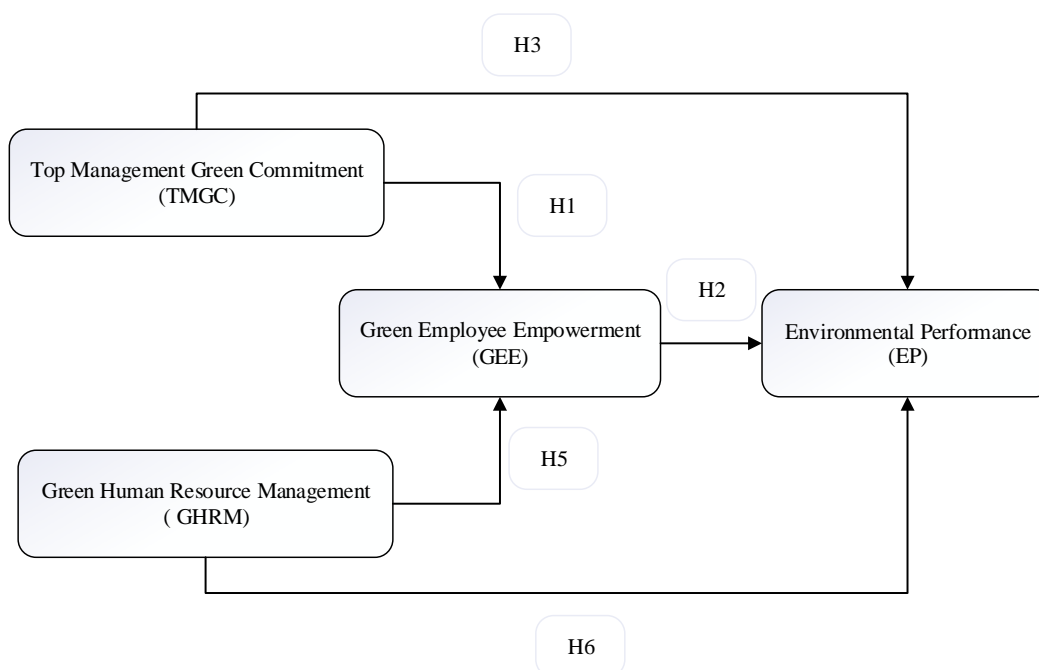 H3
Top Management Green Commitment
(TMGC)
H1
H2
Green Employee Empowerment
(GEE)
Environmental Performance
(EP)
H5
Green Human Resource Management
( GHRM)
H6